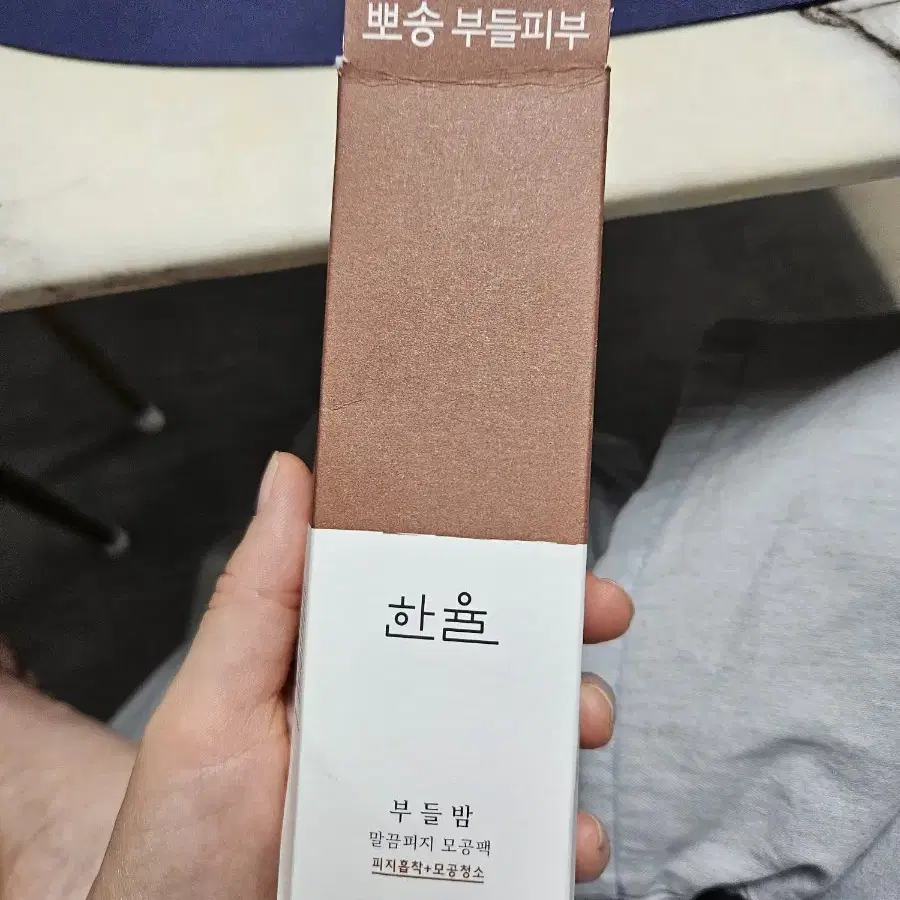 뽀송 부들피부
한율
부들밤
말끔피지 모공팩
피지흡착+모공청소